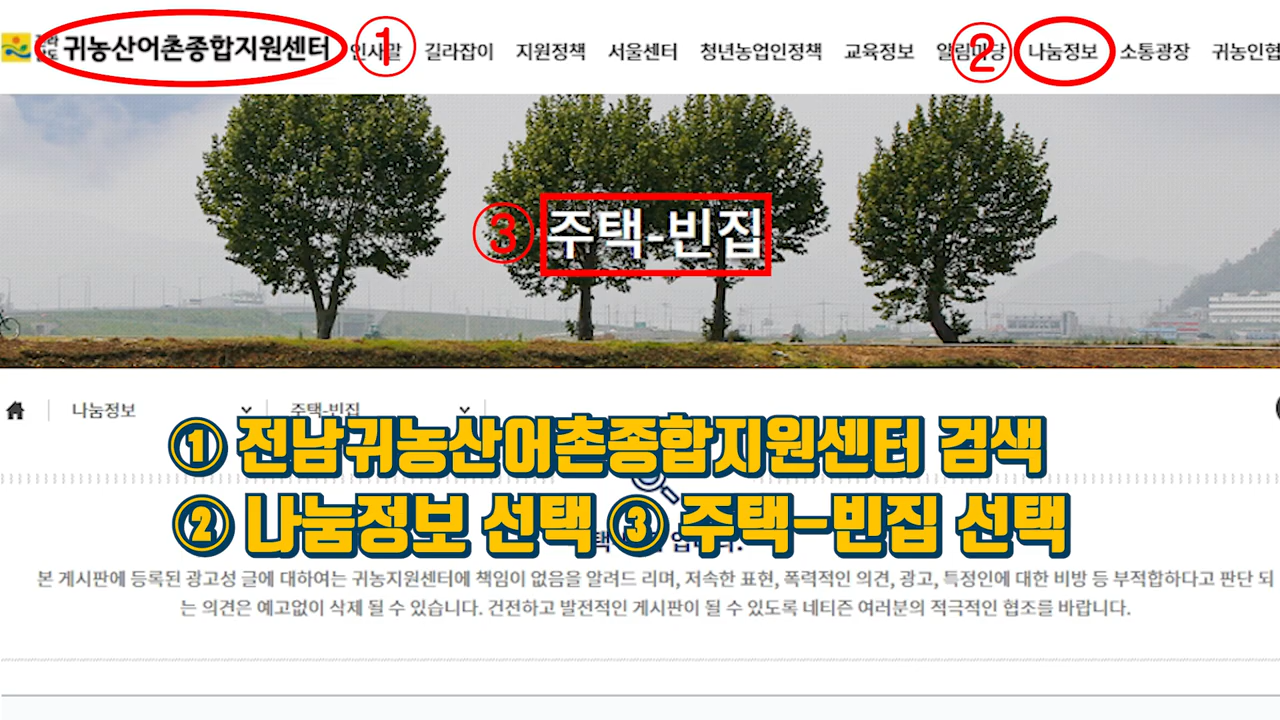 귀농산어촌종합지원센터 ① 인사말 길라잡이 지원정책 서울센터 청년농업인정책 교육정보 알림마당 ② 나눔정보 소통광장 귀농인협
③ 주택-빈집
나눔정보 주택-빈집
① 전남귀농산어촌종합지원센터 검색
② 나눔정보 선택 ③ 주택-빈집 선택
본 게시판에 등록된 광고성 글에 대하여는 귀농지원센터에 책임이 없음을 알려드 리며, 저속한 표현, 폭력적인 의견, 광고, 특정인에 대한 비방 등 부적합하다고 판단 되
는 의견은 예고없이 삭제 될 수 있습니다. 건전하고 발전적인 게시판이 될 수 있도록 네티즌 여러분의 적극적인 협조를 바랍니다.